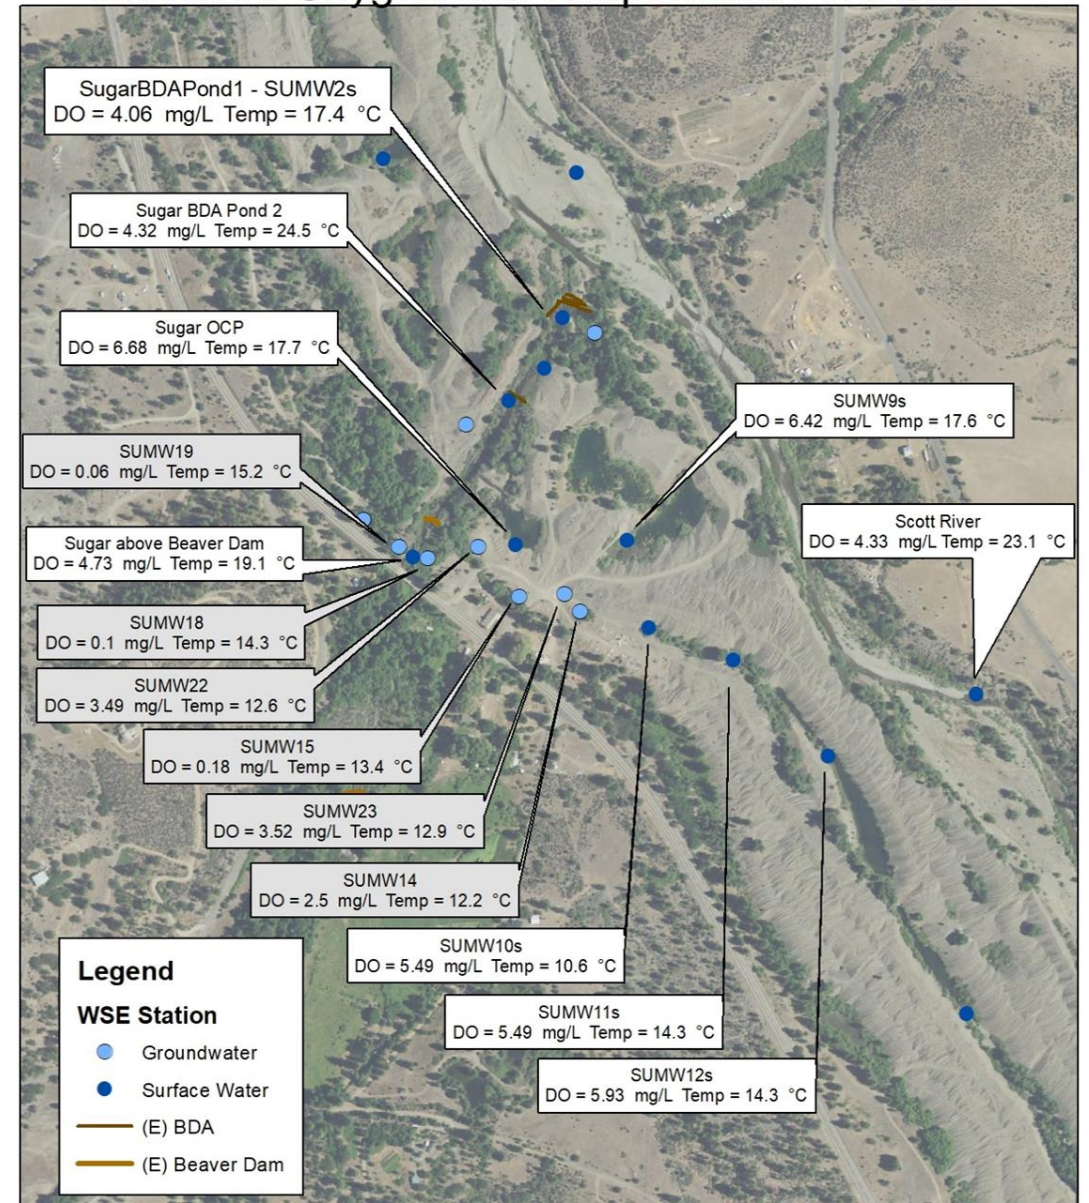 SugarBDAPond1 - SUMW2s
DO = 4.06 mg/L Temp = 17.4 °C
Sugar BDA Pond 2
DO = 4.32 mg/L Temp = 24.5 °C
Sugar OCP
DO = 6.68 mg/L Temp = 17.7 °C
SUMW9s
DO = 6.42 mg/L Temp = 17.6 °C
SUMW19
DO = 0.06 mg/L Temp = 15.2 °C
Scott River
DO = 4.33 mg/L Temp = 23.1 °C
Sugar above Beaver Dam
DO = 4.73 mg/L Temp = 19.1 °C
SUMW18
DO = 0.1 mg/L Temp = 14.3 °C
SUMW22
DO = 3.49 mg/L Temp = 12.6 °C
SUMW15
DO = 0.18 mg/L Temp = 13.4 °C
SUMW23
DO = 3.52 mg/L Temp = 12.9 °C
SUMW14
DO = 2.5 mg/L Temp = 12.2 °C
SUMW10s
DO = 5.49 mg/L Temp = 10.6 °C
SUMW11s
DO = 5.49 mg/L Temp = 14.3 °C
SUMW12s
DO = 5.93 mg/L Temp = 14.3 °C
Legend
WSE Station
Groundwater
Surface Water
(E) BDA
(E) Beaver Dam